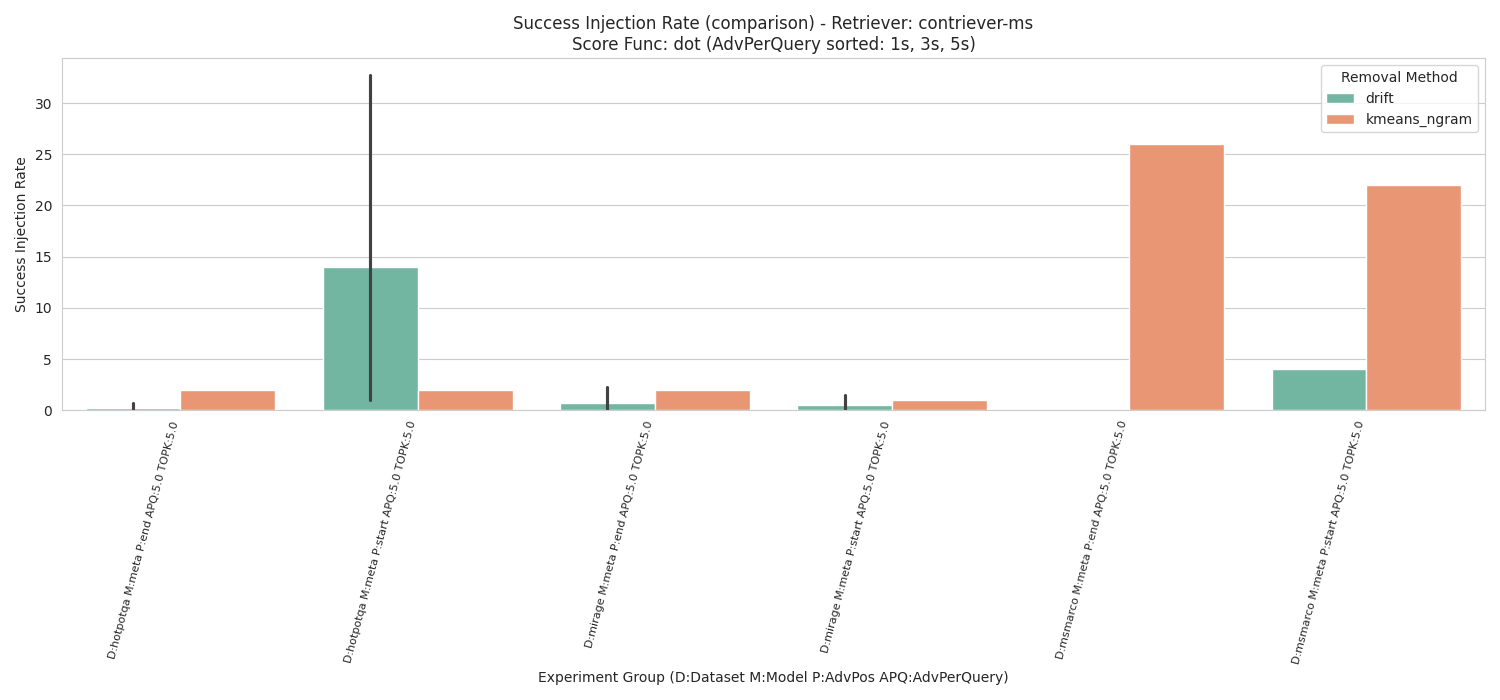 Success Injection Rate (comparison) - Retriever: contriever-ms
Score Func: dot (AdvPerQuery sorted: 1s, 3s, 5s)
Removal Method
drift
kmeans_ngram
Success Injection Rate
30
25
20
15
10
5
0
D:hotpotqa M:meta P:end APQ:5.0 TOPK:5.0
D:hotpotqa M:meta P:start APQ:5.0 TOPK:5.0
D:mirage M:meta P:end APQ:5.0 TOPK:5.0
D:mirage M:meta P:start APQ:5.0 TOPK:5.0
D:msmarco M:meta P:end APQ:5.0 TOPK:5.0
D:msmarco M:meta P:start APQ:5.0 TOPK:5.0
Experiment Group (D:Dataset M:Model P:AdvPos APQ:AdvPerQuery)